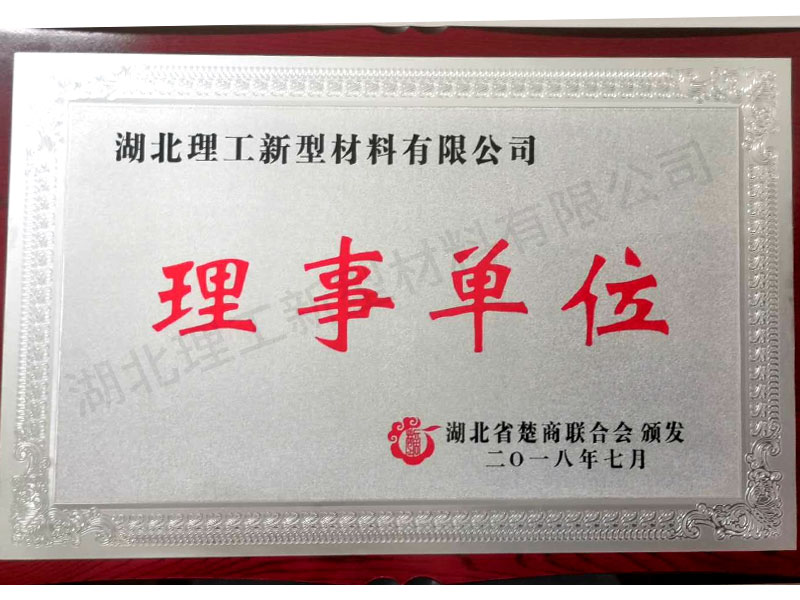 湖北理工新型材料有限公司
理事单位
湖北省楚商联合会 颁发
二〇一八年七月
湖北理工新型材料有限公司